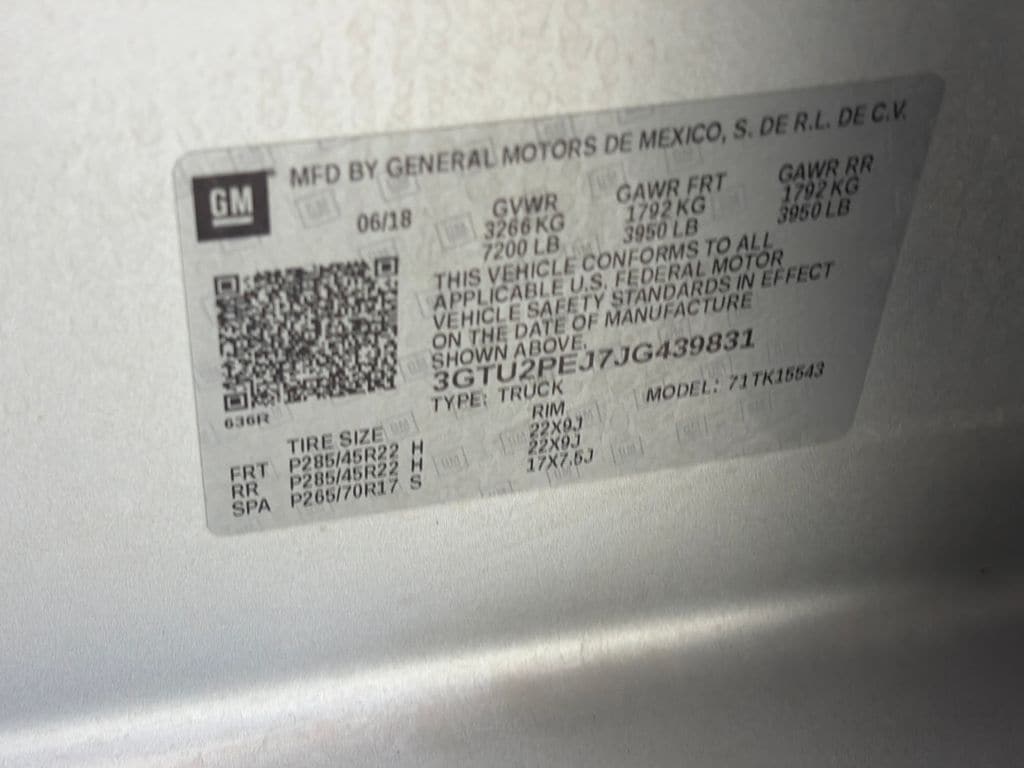 MFD BY GENERAL MOTORS DE MEXICO, S. DE R.L. DE C.V.
GM
06/18
GVWR GAWR FRT GAWR RR
3266 KG 1792 KG 1792 KG
7200 LB 3950 LB 3950 LB
THIS VEHICLE CONFORMS TO ALL
APPLICABLE U.S. FEDERAL MOTOR
VEHICLE SAFETY STANDARDS IN EFFECT
ON THE DATE OF MANUFACTURE
SHOWN ABOVE.
3GTU2PEJ7JG439831
TYPE: TRUCK MODEL: 71TK15543
636R
TIRE SIZE RIM
FRT P285/45R22 H 22X9J
RR P285/45R22 H 22X9J
SPA P265/70R17 S 17X7.5J